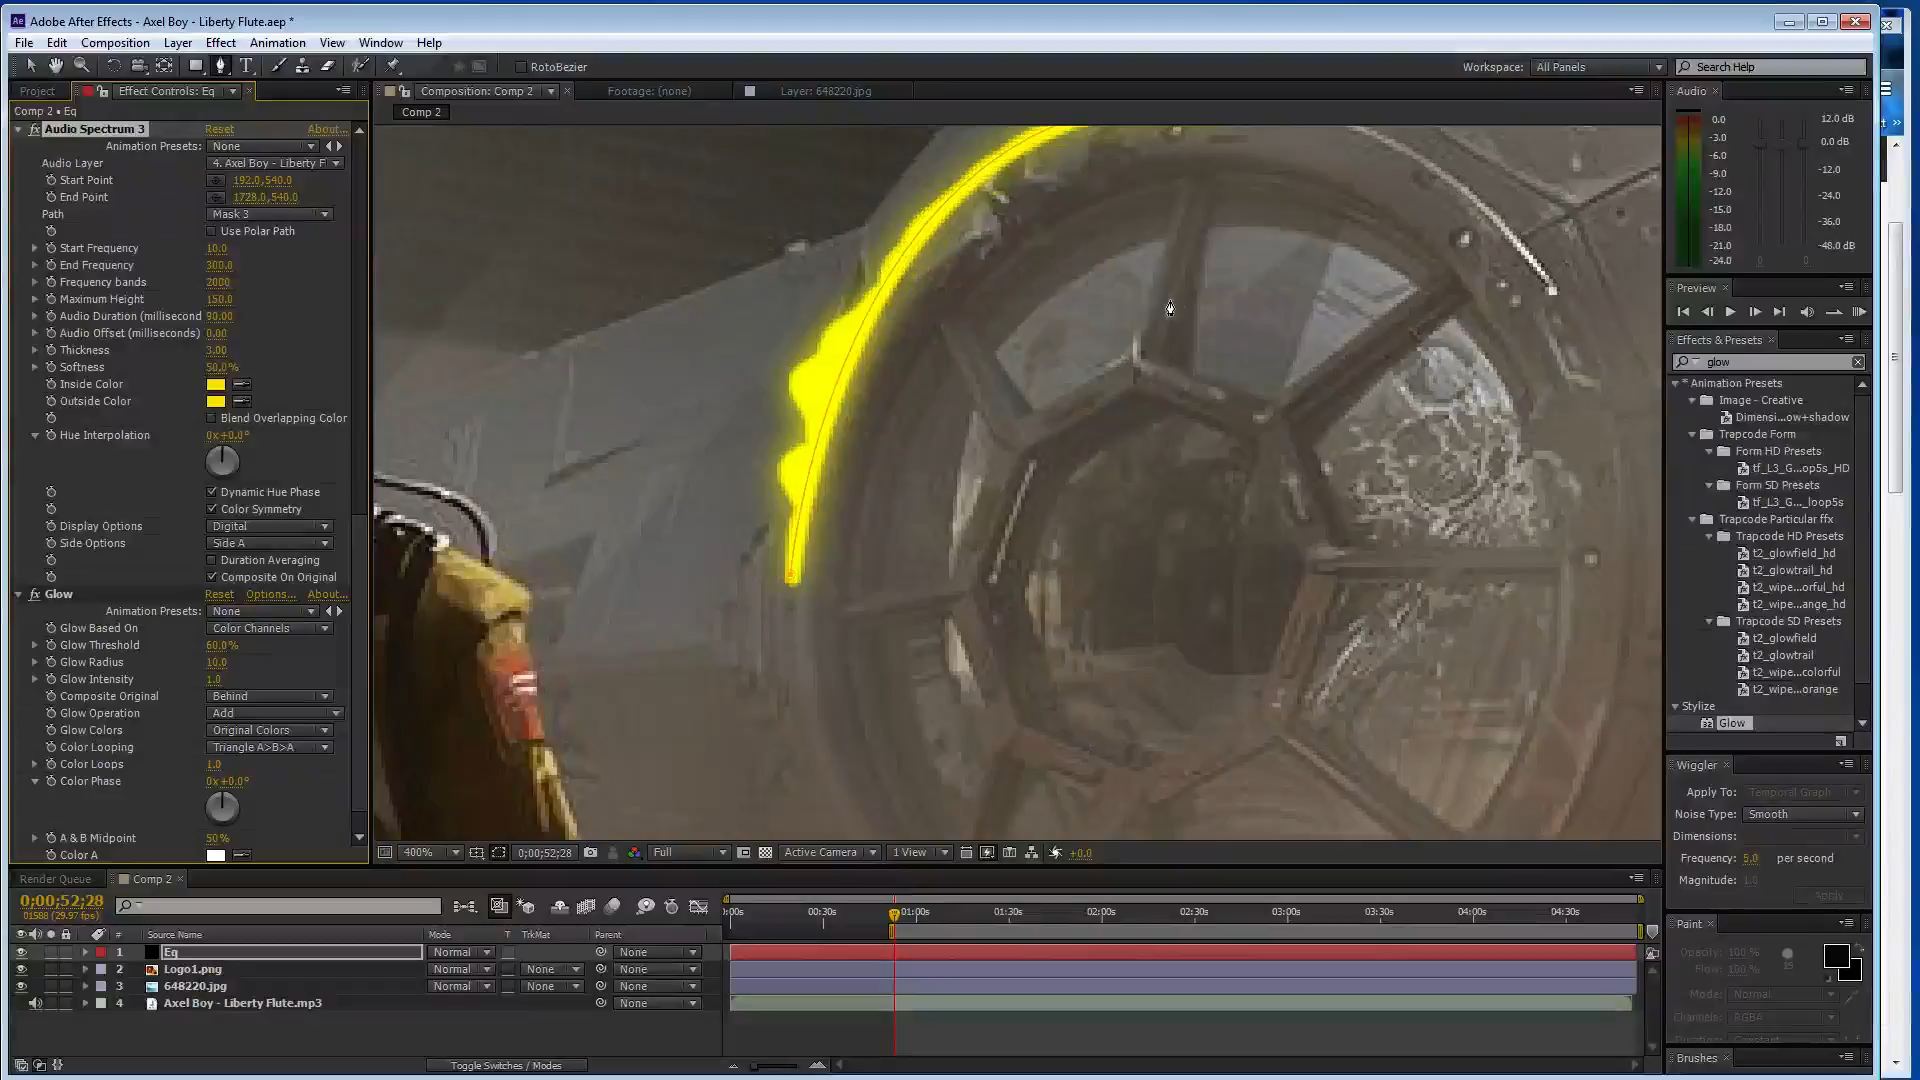 Ae Adobe After Effects - Axel Boy - Liberty Flute.aep *
File Edit Composition Layer Effect Animation View Window Help
RotoBezier
Workspace: All Panels
Search Help
Project
Effect Controls: Eq
Comp 2 • Eq
fx Audio Spectrum 3 Reset About...
Animation Presets: None
Audio Layer 4. Axel Boy - Liberty F
Start Point 192.0,540.0
End Point 1728.0,540.0
Path Mask 3
Use Polar Path
Start Frequency 10.0
End Frequency 300.0
Frequency bands 2000
Maximum Height 150.0
Audio Duration (millisecond 90.00
Audio Offset (milliseconds) 0.00
Thickness 3.00
Softness 50.0%
Inside Color
Outside Color
Blend Overlapping Color
Hue Interpolation 0x+0.0°
Dynamic Hue Phase
Color Symmetry
Display Options Digital
Side Options Side A
Duration Averaging
Composite On Original
fx Glow Reset Options... About...
Animation Presets: None
Glow Based On Color Channels
Glow Threshold 60.0%
Glow Radius 10.0
Glow Intensity 1.0
Composite Original Behind
Glow Operation Add
Glow Colors Original Colors
Color Looping Triangle A>B>A
Color Loops 1.0
Color Phase 0x+0.0°
A & B Midpoint 50%
Color A
Composition: Comp 2
Footage: (none)
Layer: 648220.jpg
Comp 2
400% 0;00;52;28 Full Active Camera 1 View +0.0
Audio
0.0
-3.0
-6.0
-9.0
-12.0
-15.0
-18.0
-21.0
-24.0
12.0 dB
0.0 dB
-12.0
-24.0
-36.0
-48.0 dB
0 0
Preview
Effects & Presets
glow
* Animation Presets
Image - Creative
Dimensi...ow+shadow
Trapcode Form
Form HD Presets
tf_L3_G...op5s_HD
Form SD Presets
tf_L3_G..._loop5s
Trapcode Particular ffx
Trapcode HD Presets
t2_glowfield_hd
t2_glowtrail_hd
t2_wipe...orful_hd
t2_wipe...ange_hd
Trapcode SD Presets
t2_glowfield
t2_glowtrail
t2_wipe...colorful
t2_wipe...orange
Stylize
Glow
Wiggler
Apply To: Temporal Graph
Noise Type: Smooth
Dimensions:
Frequency: 5.0 per second
Magnitude: 1.0
Apply
Paint
Opacity: 100 %
Flow: 100 %
Mode: Normal
Channels: RGBA
Brushes
Render Queue
Comp 2
0;00;52;28
01588 (29.97 fps)
# Source Name Mode T TrkMat Parent
:00s 00:30s 01:00s 01:30s 02:00s 02:30s 03:00s 03:30s 04:00s 04:30s
1 Eq Normal None
2 Logo1.png Normal None None
3 648220.jpg Normal None None
4 Axel Boy - Liberty Flute.mp3 None
Toggle Switches / Modes